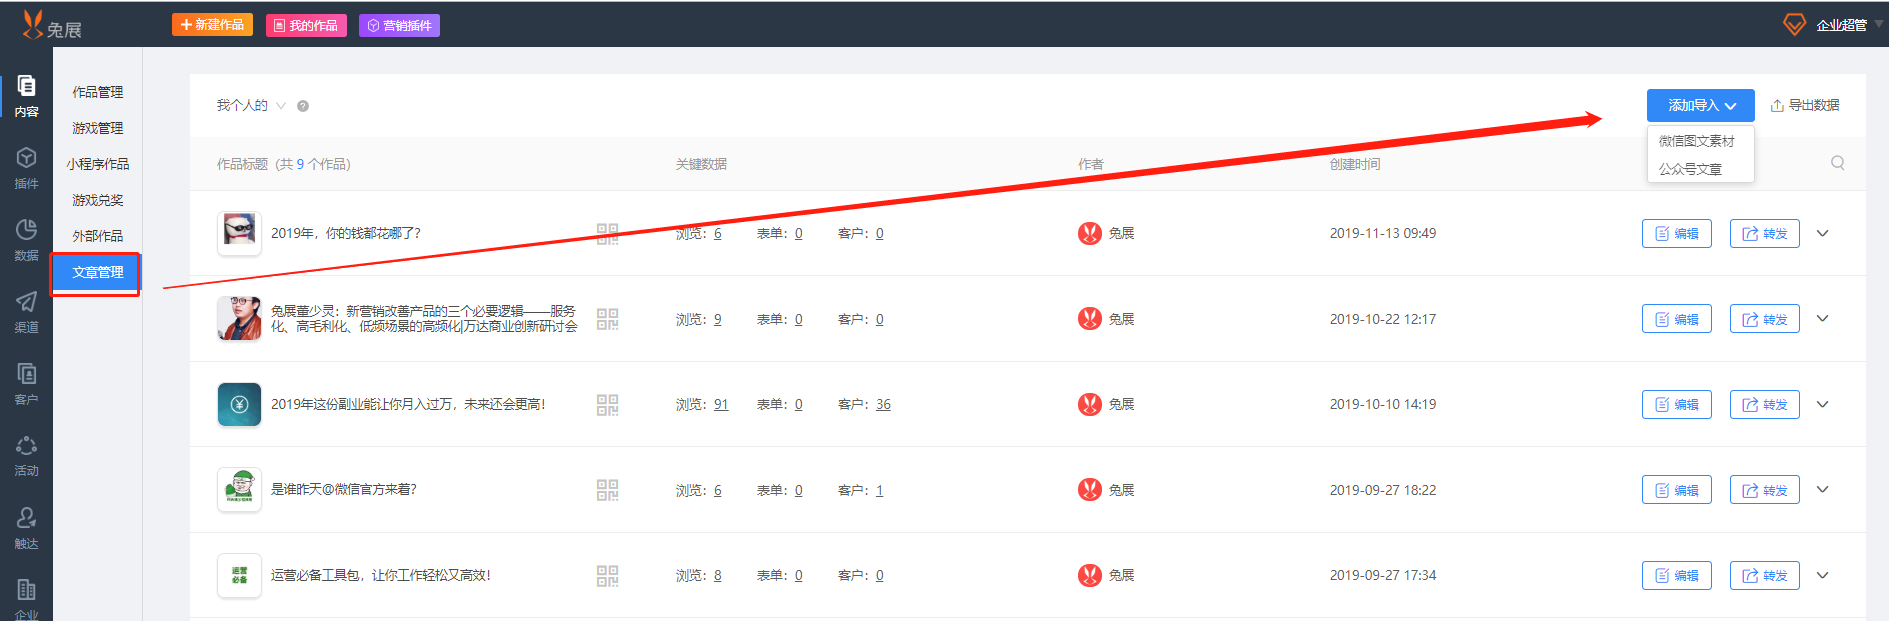 兔展
新建作品
我的作品
营销插件
企业超管
内容
插件
数据
渠道
客户
活动
触达
企业
作品管理
游戏管理
小程序作品
游戏兑奖
外部作品
文章管理
我个人的
添加导入
导出数据
微信图文素材
公众号文章
作品标题 (共 9 个作品)
关键数据
作者
创建时间
2019年，你的钱都花哪了？
浏览：6 表单：0 客户：0
兔展
2019-11-13 09:49
编辑 转发
兔展董少灵：新营销改善产品的三个必要逻辑——服务
化、高毛利化、低频场景的高频化|万达商业创新研讨会
浏览：9 表单：0 客户：0
兔展
2019-10-22 12:17
编辑 转发
2019年这份副业能让你月入过万，未来还会更高！
浏览：91 表单：0 客户：36
兔展
2019-10-10 14:19
编辑 转发
是谁昨天@微信官方来着？
浏览：6 表单：0 客户：1
兔展
2019-09-27 18:22
编辑 转发
运营
必备
运营必备工具包，让你工作轻松又高效！
浏览：8 表单：0 客户：0
兔展
2019-09-27 17:34
编辑 转发